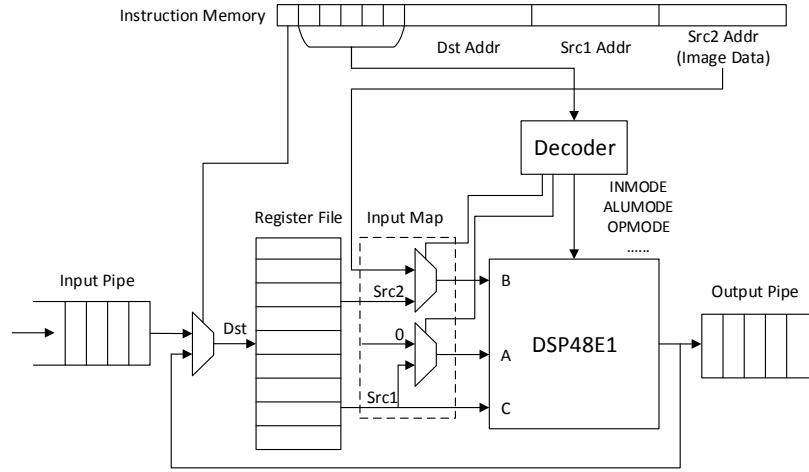 Instruction Memory
Dst Addr
Src1 Addr
Src2 Addr
(Image Data)
Decoder
INMODE
ALUMODE
OPMODE
......
Register File
Input Map
Input Pipe
Output Pipe
Src2
B
Dst
0
A
DSP48E1
Src1
C